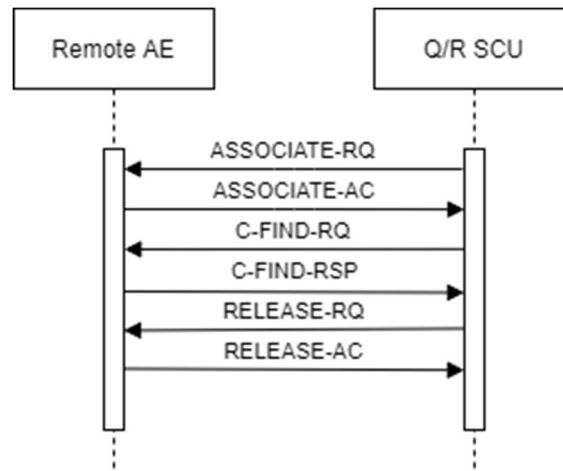 Remote AE
Q/R SCU
ASSOCIATE-RQ
ASSOCIATE-AC
C-FIND-RQ
C-FIND-RSP
RELEASE-RQ
RELEASE-AC